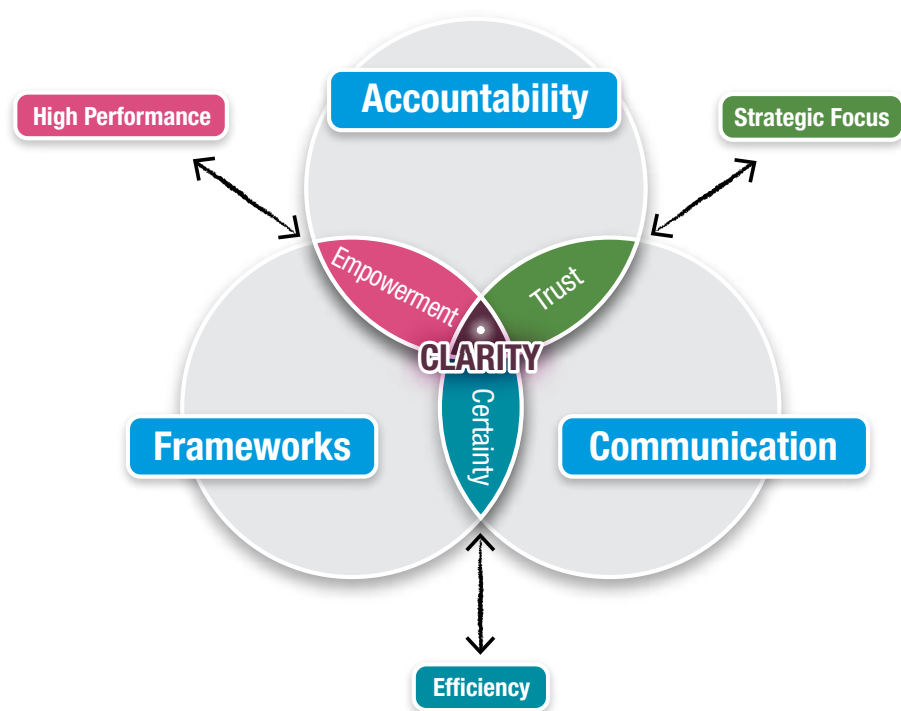 Accountability
High Performance
Strategic Focus
Empowerment
Trust
CLARITY
Certainty
Frameworks
Communication
Efficiency